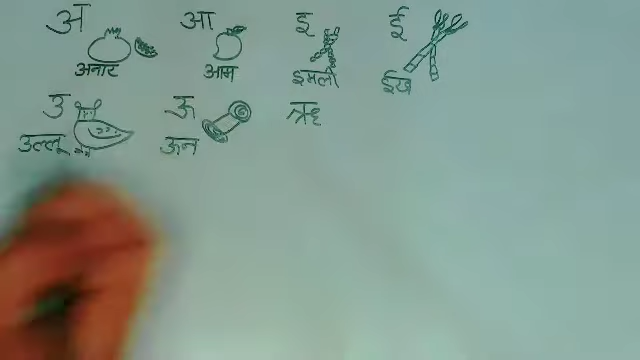 अ आ इ ई
अनार आम इमली ईख
उ ऊ ऋ
उल्लू ऊन